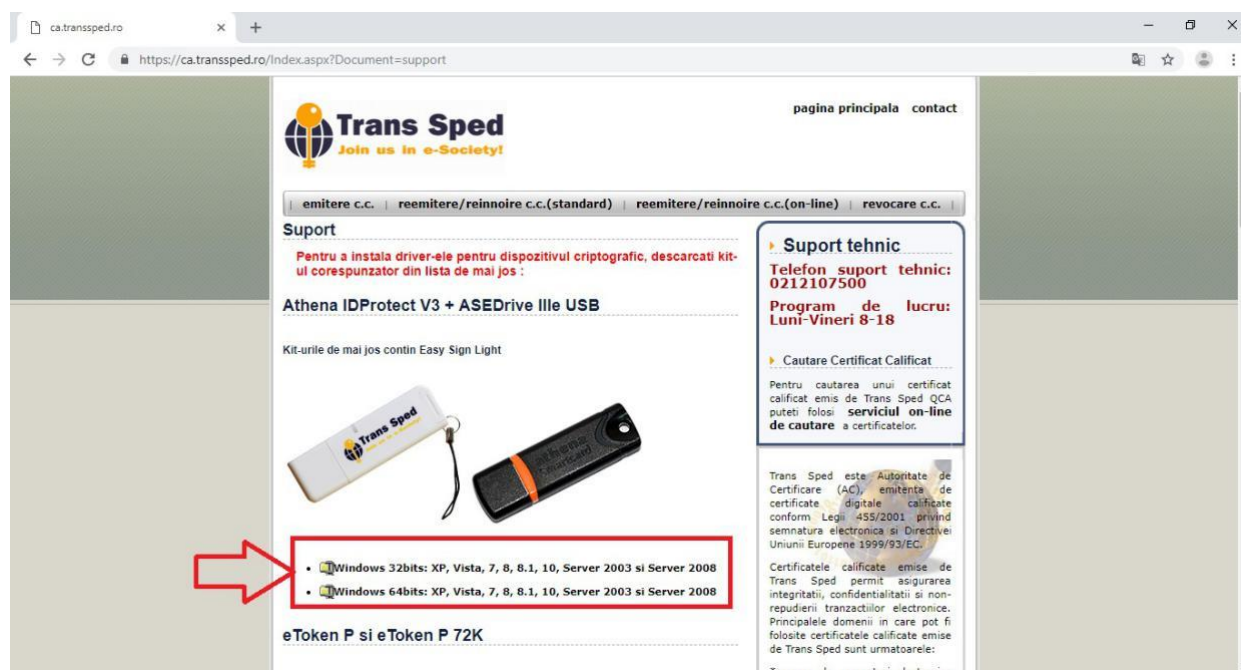 ca.transsped.ro
https://ca.transsped.ro/Index.aspx?Document=support
Trans Sped
Join us in e-Society!
pagina principala contact
| emitere c.c. | reemitere/reinnoire c.c.(standard) | reemitere/reinnoire c.c.(on-line) | revocare c.c. |
Suport
Pentru a instala driver-ele pentru dispozitivul criptografic, descarcati kit-
ul corespunzator din lista de mai jos :
Athena IDProtect V3 + ASEDrive IIIe USB
Kit-urile de mai jos contin Easy Sign Light
Trans Sped
Windows 32bits: XP, Vista, 7, 8, 8.1, 10, Server 2003 si Server 2008
Windows 64bits: XP, Vista, 7, 8, 8.1, 10, Server 2003 si Server 2008
eToken P si eToken P 72K
Suport tehnic
Telefon suport tehnic:
0212107500
Program de lucru:
Luni-Vineri 8-18
Cautare Certificat Calificat
Pentru cautarea unui certificat
calificat emis de Trans Sped QCA
puteti folosi serviciul on-line
de cautare a certificatelor.
Trans Sped este Autoritate de
Certificare (AC), emitenta de
certificate digitale calificate
conform Legii 455/2001 privind
semnatura electronica si Directivei
Uniunii Europene 1999/93/EC.
Certificatele calificate emise de
Trans Sped permit asigurarea
integritatii, confidentialitatii si non-
repudierii tranzactiilor electronice.
Principalele domenii in care pot fi
folosite certificatele calificate emise
de Trans Sped sunt urmatoarele: